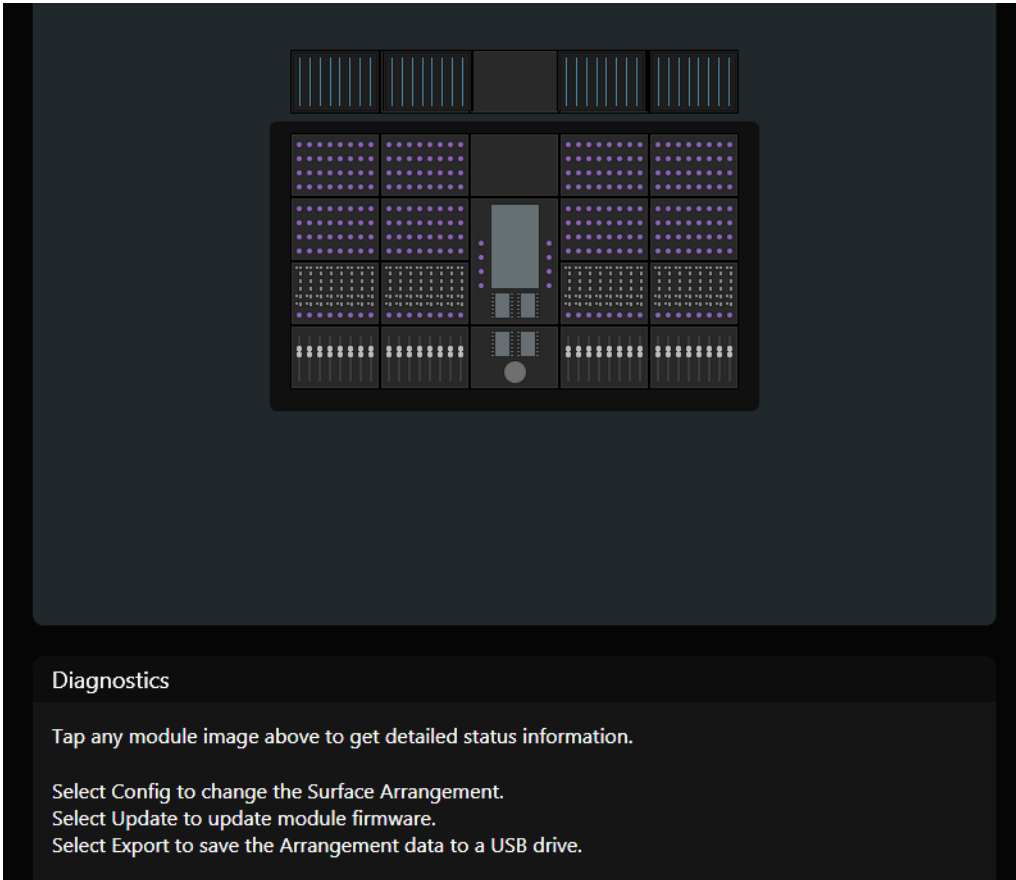 Diagnostics
Tap any module image above to get detailed status information.
Select Config to change the Surface Arrangement.
Select Update to update module firmware.
Select Export to save the Arrangement data to a USB drive.